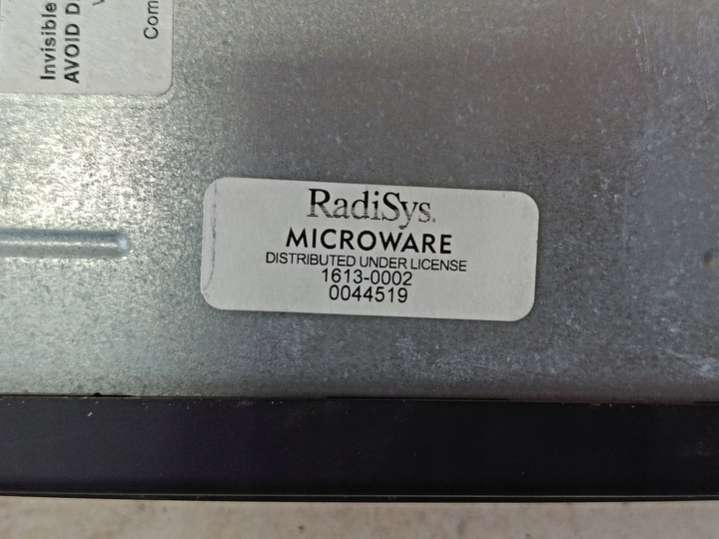 Invisible
AVOID D
Com
RadiSys.
MICROWARE
DISTRIBUTED UNDER LICENSE
1613-0002
0044519